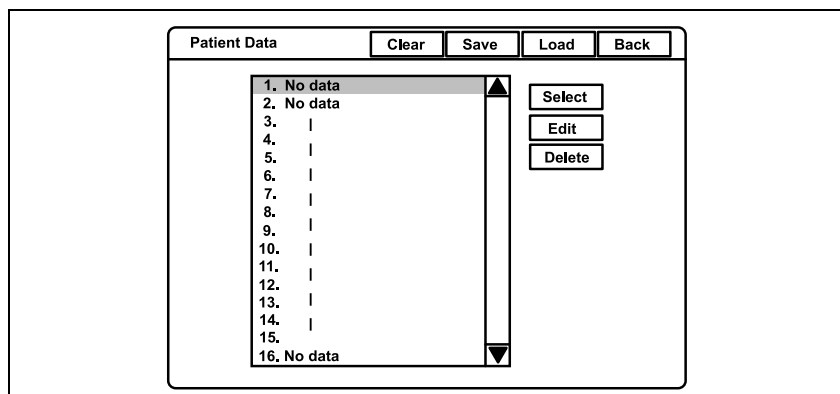 Patient Data Clear Save Load Back
1. No data
2. No data
3.
4.
5.
6.
7.
8.
9.
10.
11.
12.
13.
14.
15.
16. No data
Select
Edit
Delete